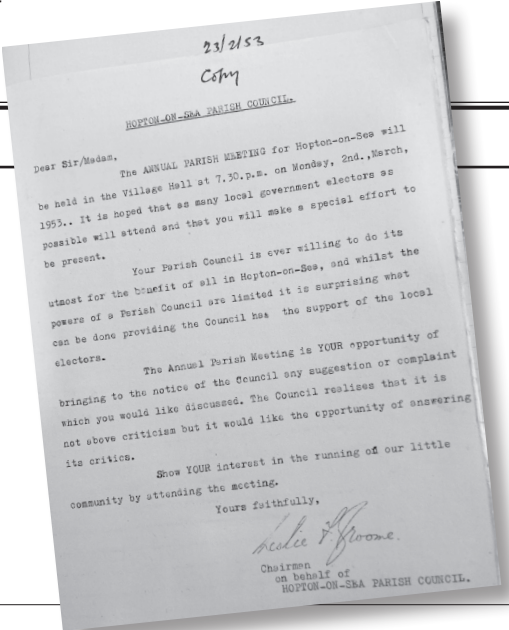 23/2/53
Copy
HOPTON-ON-SEA PARISH COUNCIL.
Dear Sir/Madam,
The ANNUAL PARISH MEETING for Hopton-on-Sea will
be held in the Village Hall at 7.30.p.m. on Monday, 2nd.,March,
1953.. It is hoped that as many local government electors as
possible will attend and that you will make a special effort to
be present.
Your Parish Council is ever willing to do its
utmost for the benefit of all in Hopton-on-Sea, and whilst the
powers of a Parish Council are limited it is surprising what
can be done providing the Council has the support of the local
electors.
The Annual Parish Meeting is YOUR opportunity of
bringing to the notice of the Council any suggestion or complaint
which you would like discussed. The Council realises that it is
not above criticism but it would like the opportunity of answering
its critics.
Show YOUR interest in the running of our little
community by attending the meeting.
Yours faithfully,
Leslie F. Groome.
Chairman
on behalf of
HOPTON-ON-SEA PARISH COUNCIL.